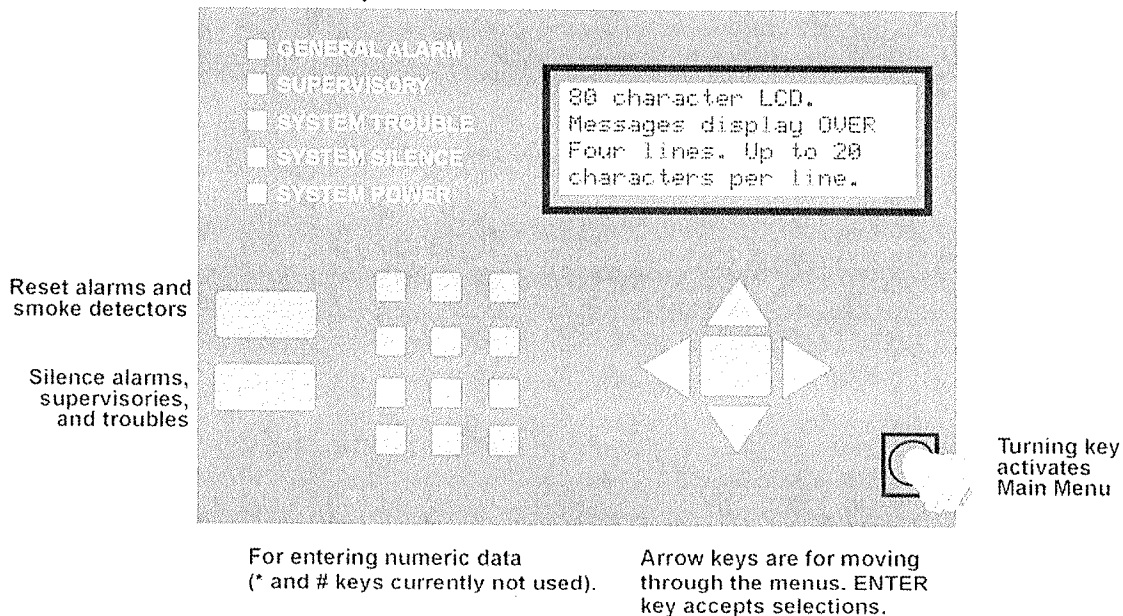 GENERAL ALARM
SUPERVISORY
SYSTEM TROUBLE
SYSTEM SILENCE
SYSTEM POWER
80 character LCD.
Messages display OVER
Four lines. Up to 20
characters per line.
Reset alarms and
smoke detectors
Silence alarms,
supervisories,
and troubles
Turning key
activates
Main Menu
For entering numeric data
(* and # keys currently not used).
Arrow keys are for moving
through the menus. ENTER
key accepts selections.